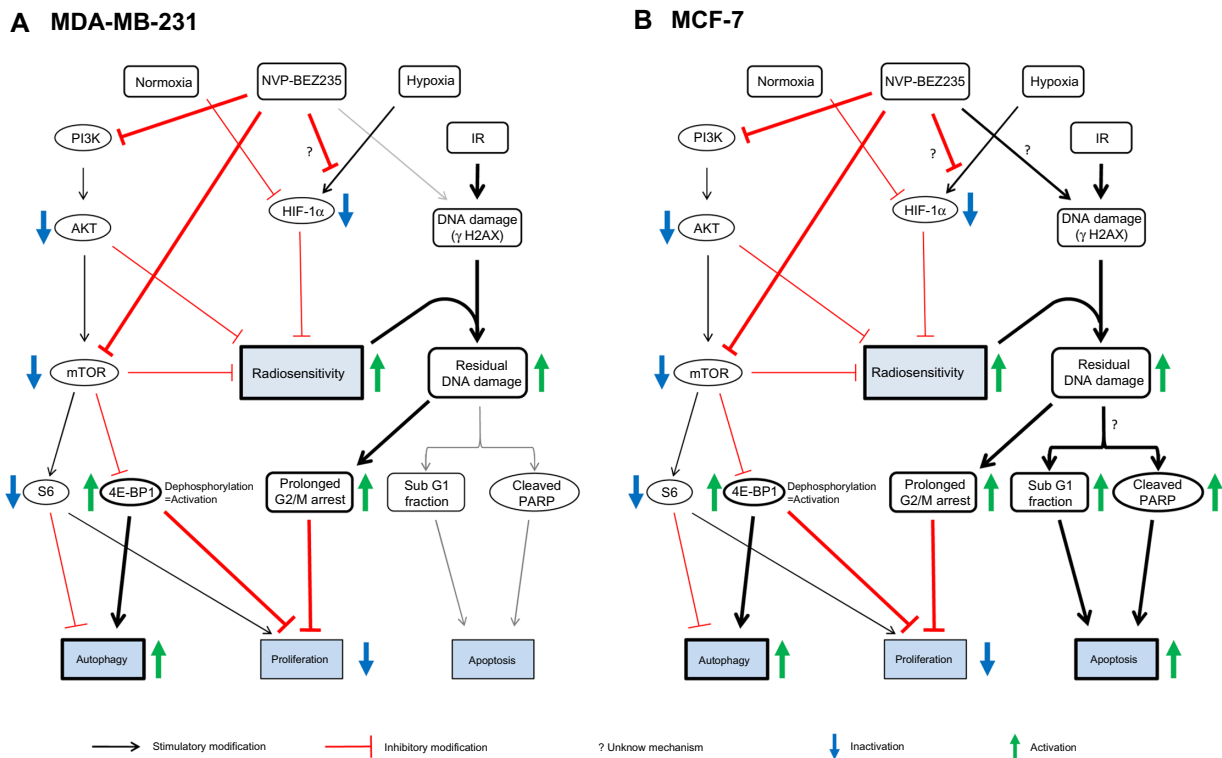 A MDA-MB-231
Normoxia
NVP-BEZ235
Hypoxia
PI3K
?
IR
AKT
HIF-1α
DNA damage
(γ H2AX)
mTOR
Radiosensitivity
Residual
DNA damage
S6
4E-BP1
Dephosphorylation
=Activation
Prolonged
G2/M arrest
Sub G1
fraction
Cleaved
PARP
Autophagy
Proliferation
Apoptosis
B MCF-7
Normoxia
NVP-BEZ235
Hypoxia
PI3K
?
?
IR
AKT
HIF-1α
DNA damage
(γ H2AX)
mTOR
Radiosensitivity
Residual
DNA damage
?
S6
4E-BP1
Dephosphorylation
=Activation
Prolonged
G2/M arrest
Sub G1
fraction
Cleaved
PARP
Autophagy
Proliferation
Apoptosis
Stimulatory modification
Inhibitory modification
? Unknow mechanism
Inactivation
Activation